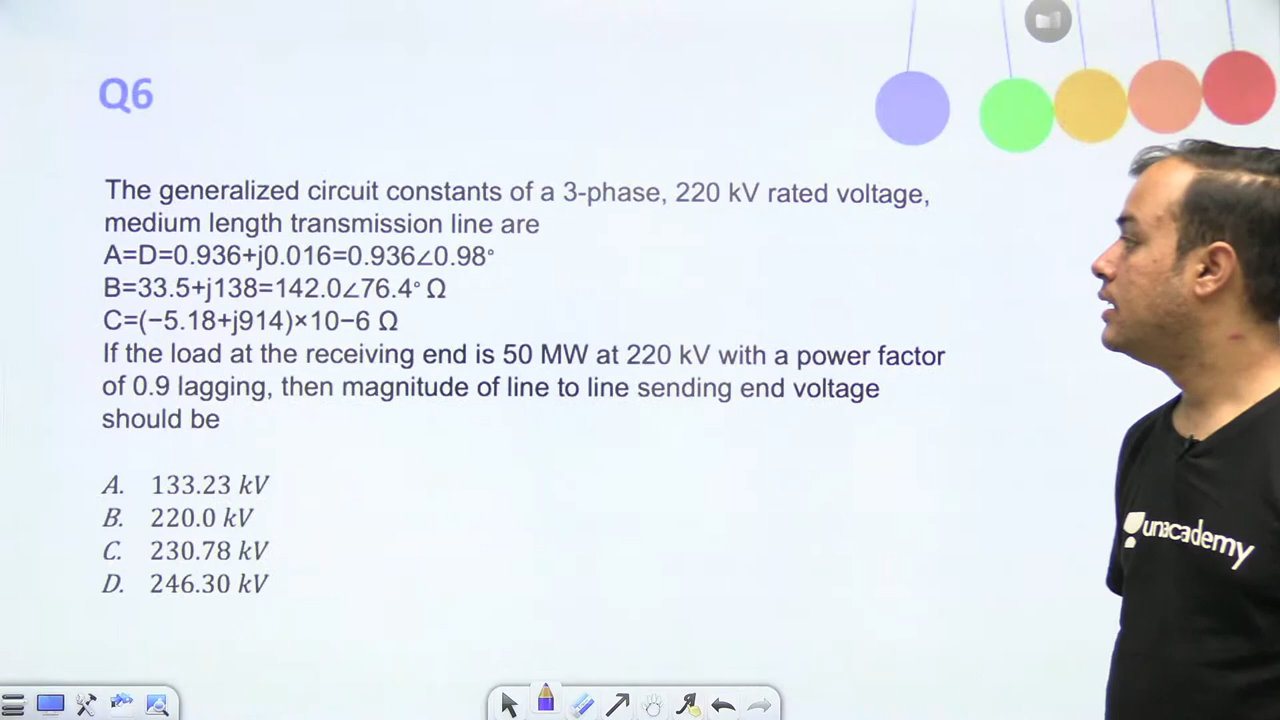 Q6
The generalized circuit constants of a 3-phase, 220 kV rated voltage,
medium length transmission line are
A=D=0.936+j0.016=0.936∠0.98°
B=33.5+j138=142.0∠76.4° Ω
C=(−5.18+j914)×10−6 Ω
If the load at the receiving end is 50 MW at 220 kV with a power factor
of 0.9 lagging, then magnitude of line to line sending end voltage
should be
A. 133.23 kV
B. 220.0 kV
C. 230.78 kV
D. 246.30 kV
unacademy